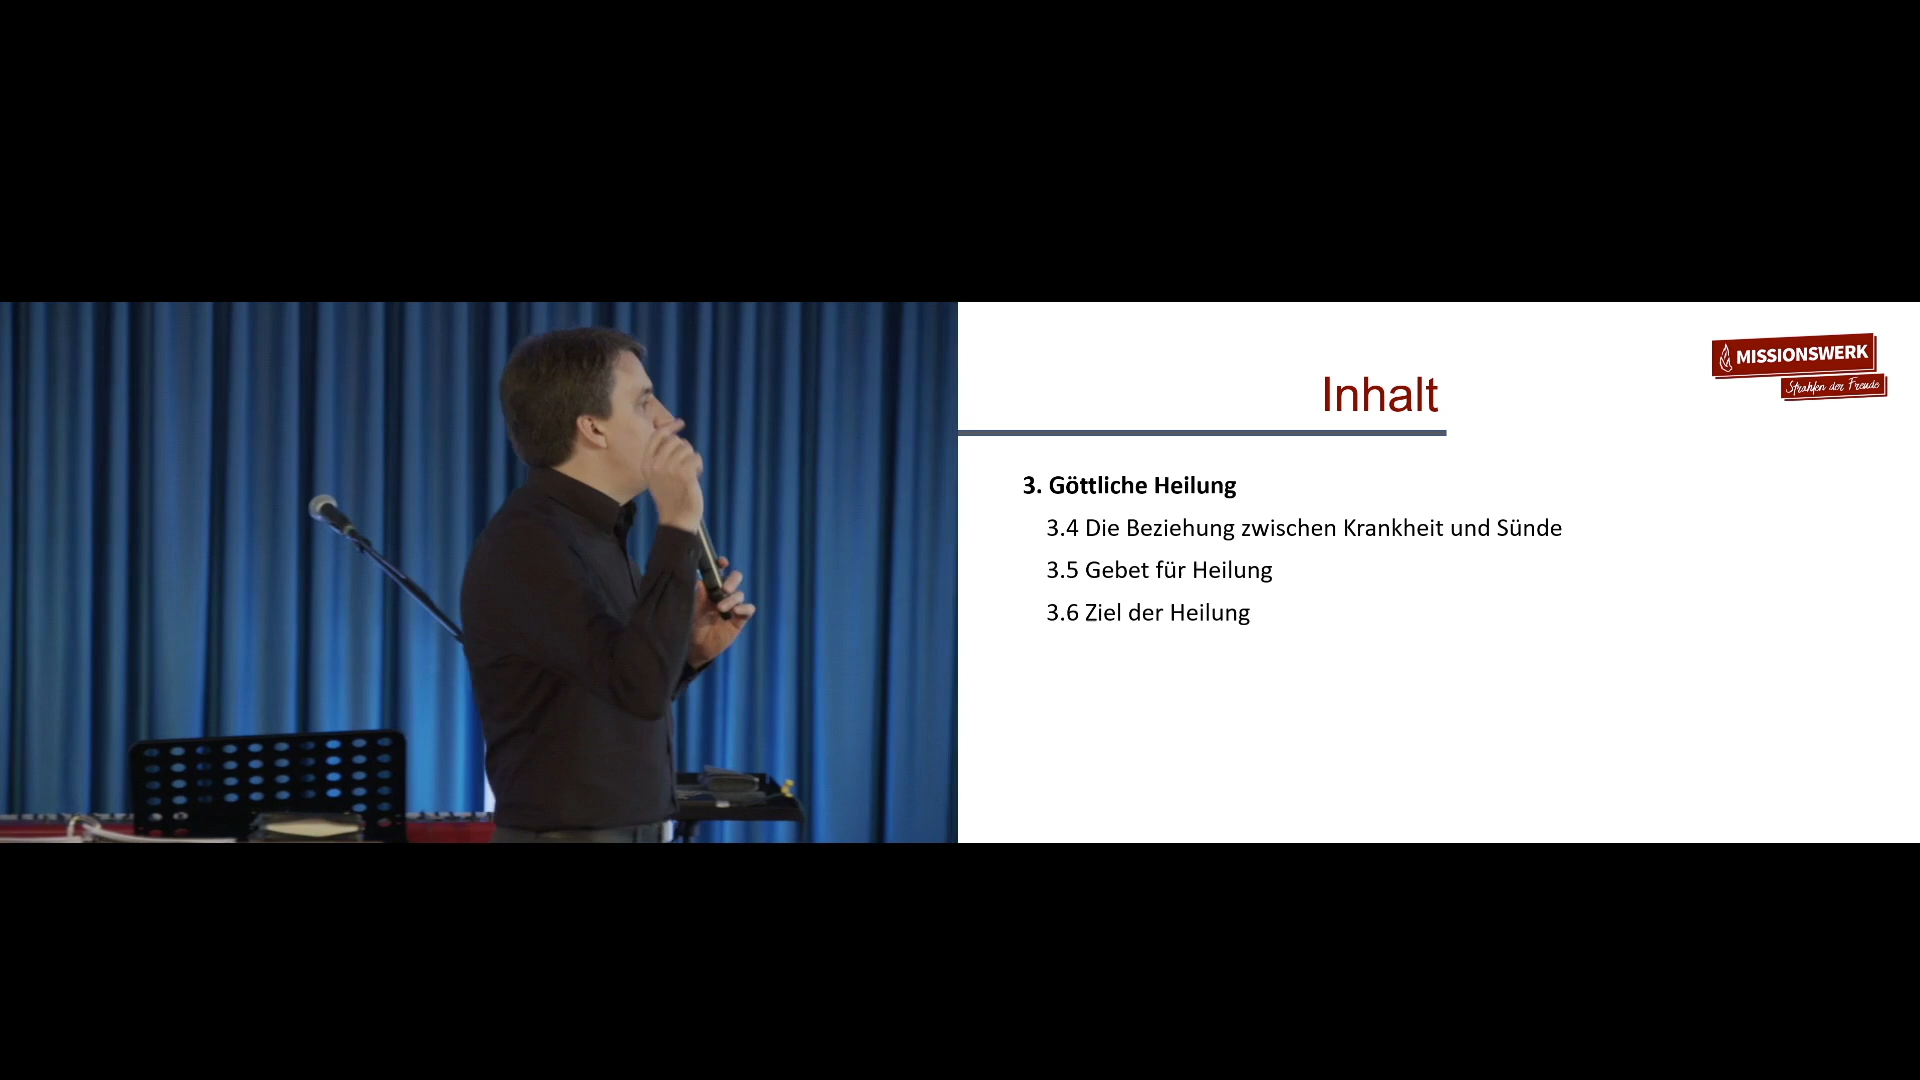 MISSIONSWERK
Strahlen der Freude
Inhalt
3. Göttliche Heilung
3.4 Die Beziehung zwischen Krankheit und Sünde
3.5 Gebet für Heilung
3.6 Ziel der Heilung